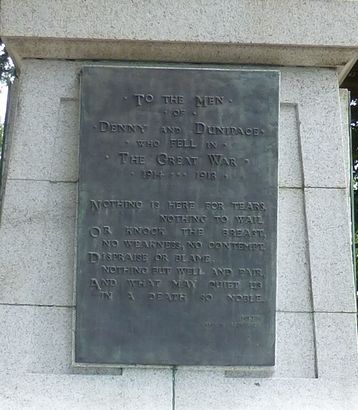 · TO THE MEN ·
· OF ·
· DENNY AND DUNIPACE ·
· WHO FELL IN ·
· THE GREAT WAR ·
1914 · · · 1918
NOTHING IS HERE FOR TEARS,
NOTHING TO WAIL
OR KNOCK THE BREAST,
NO WEAKNESS, NO CONTEMPT
DISPRAISE OR BLAME,
NOTHING BUT WELL AND FAIR,
AND WHAT MAY QUIET US
IN A DEATH SO NOBLE.